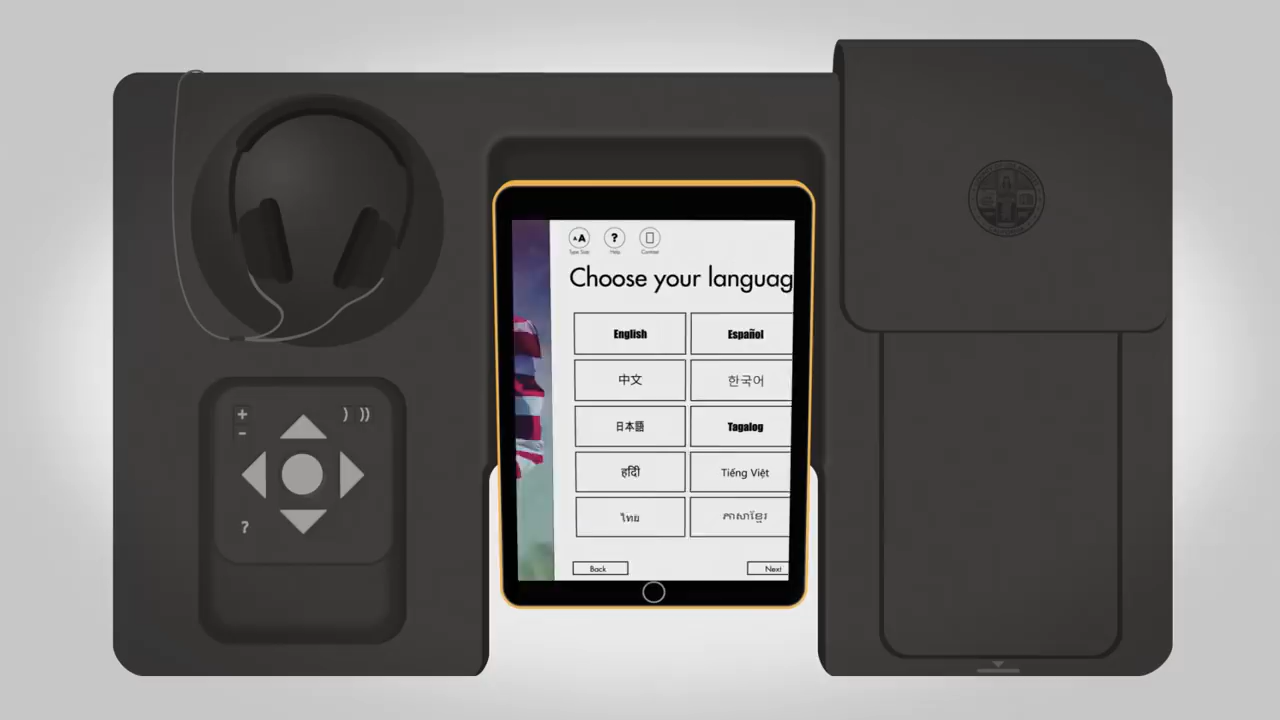 Type Size Help Contrast
Choose your languag
English Español
中文 한국어
日本語 Tagalog
हिंदी Tiếng Việt
ไทย ភាសាខ្មែរ
Back Next
+
-
?